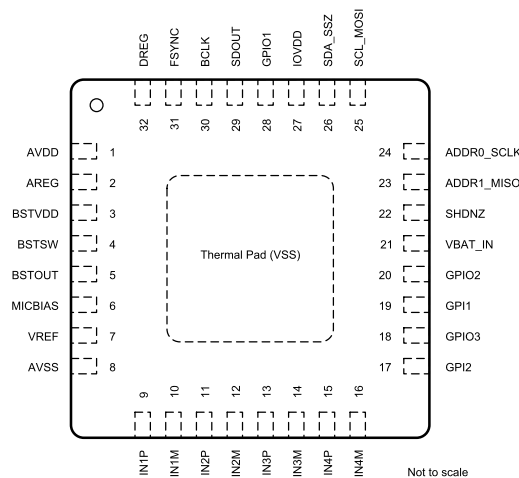 DREG
FSYNC
BCLK
SDOUT
GPIO1
IOVDD
SDA_SSZ
SCL_MOSI
32
31
30
29
28
27
26
25
AVDD 1
24 ADDR0_SCLK
AREG 2
23 ADDR1_MISO
BSTVDD 3
22 SHDNZ
BSTSW 4
21 VBAT_IN
Thermal Pad (VSS)
BSTOUT 5
20 GPIO2
MICBIAS 6
19 GPI1
VREF 7
18 GPIO3
AVSS 8
17 GPI2
9
10
11
12
13
14
15
16
IN1P
IN1M
IN2P
IN2M
IN3P
IN3M
IN4P
IN4M
Not to scale